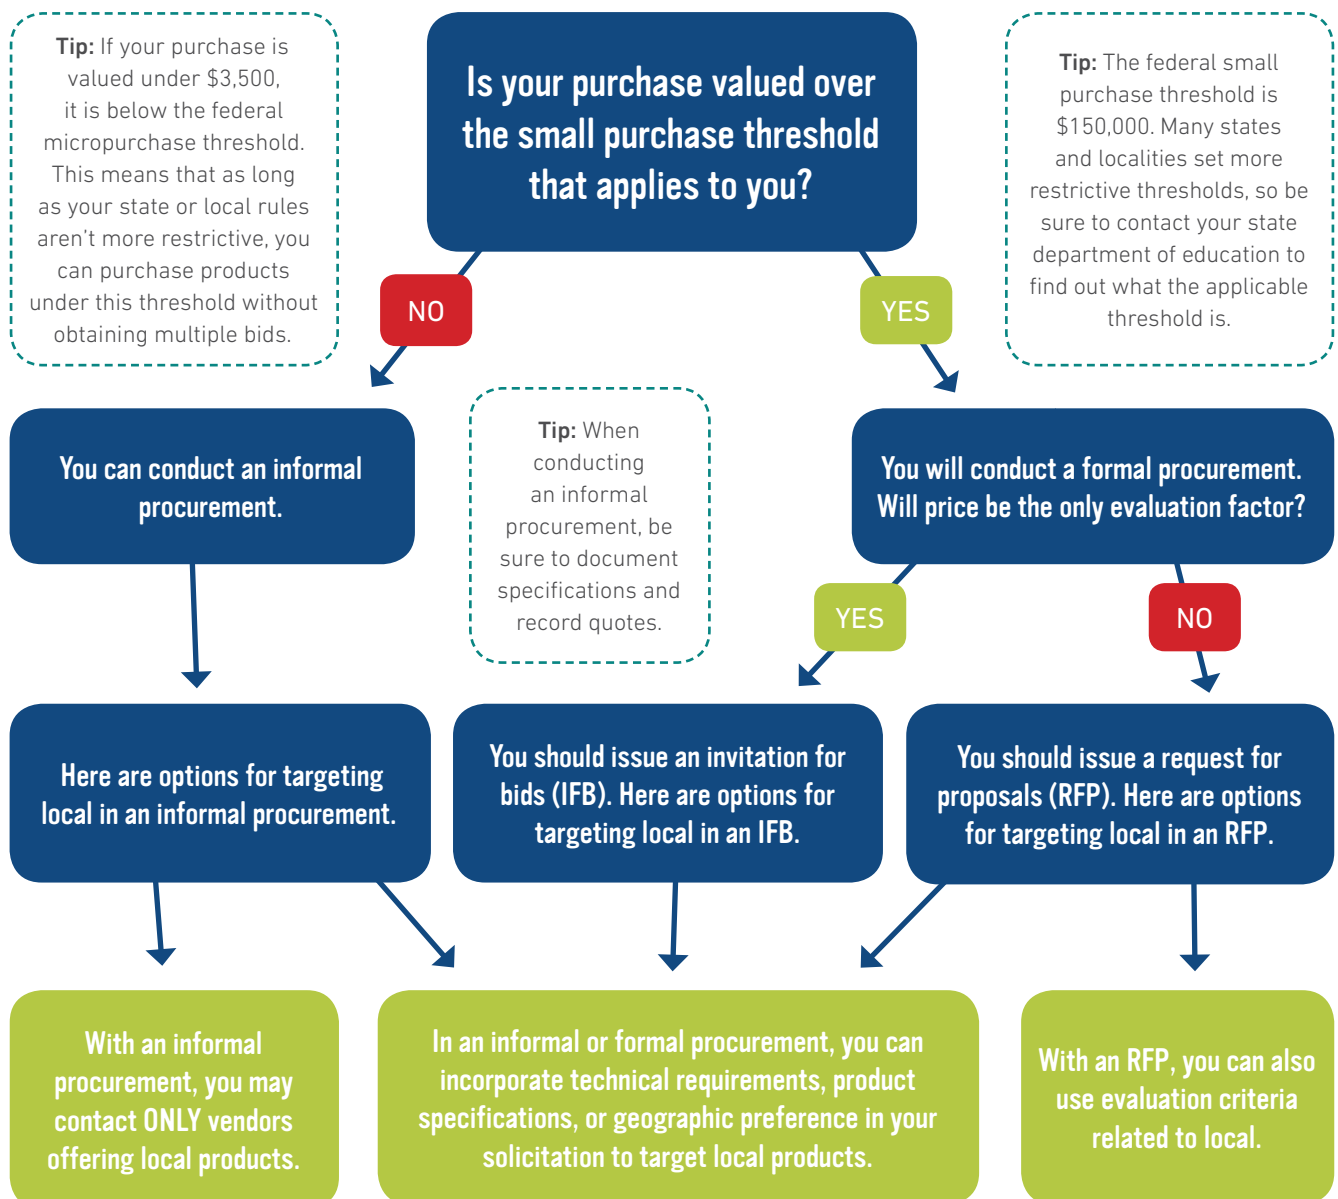 Tip: If your purchase is
valued under $3,500,
it is below the federal
micropurchase threshold.
This means that as long
as your state or local rules
aren't more restrictive, you
can purchase products
under this threshold without
obtaining multiple bids.
Is your purchase valued over
the small purchase threshold
that applies to you?
Tip: The federal small
purchase threshold is
$150,000. Many states
and localities set more
restrictive thresholds, so be
sure to contact your state
department of education to
find out what the applicable
threshold is.
NO
YES
You can conduct an informal
procurement.
Tip: When
conducting
an informal
procurement, be
sure to document
specifications and
record quotes.
You will conduct a formal procurement.
Will price be the only evaluation factor?
YES
NO
Here are options for targeting
local in an informal procurement.
You should issue an invitation for
bids (IFB). Here are options for
targeting local in an IFB.
You should issue a request for
proposals (RFP). Here are options
for targeting local in an RFP.
With an informal
procurement, you may
contact ONLY vendors
offering local products.
In an informal or formal procurement, you can
incorporate technical requirements, product
specifications, or geographic preference in your
solicitation to target local products.
With an RFP, you can also
use evaluation criteria
related to local.